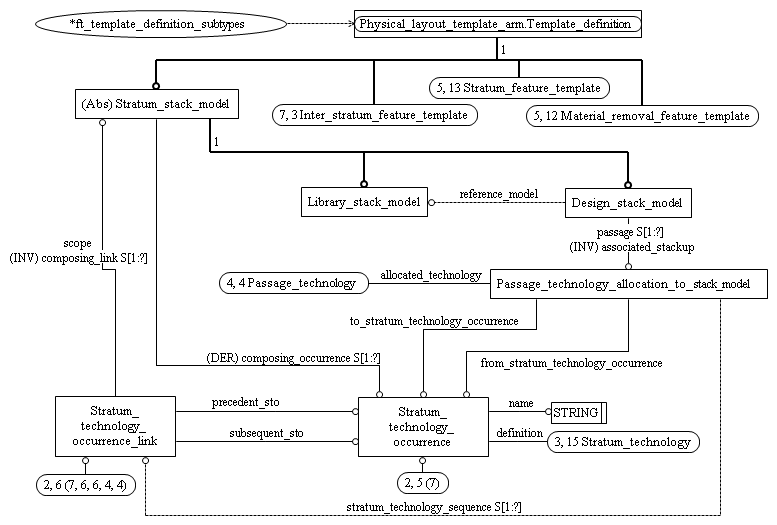 *ft_template_definition_subtypes
Physical_layout_template_arm.Template_definition
1
5, 13 Stratum_feature_template
(Abs) Stratum_stack_model
7, 3 Inter_stratum_feature_template
5, 12 Material_removal_feature_template
1
Library_stack_model
reference_model
Design_stack_model
passage S[1:?]
(INV) associated_stackup
scope
(INV) composing_link S[1:?]
4, 4 Passage_technology
allocated_technology
Passage_technology_allocation_to_stack_model
to_stratum_technology_occurrence
(DER) composing_occurrence S[1:?]
from_stratum_technology_occurrence
Stratum_
technology_
occurrence_link
precedent_sto
subsequent_sto
Stratum_
technology_
occurrence
name
STRING
definition
3, 15 Stratum_technology
2, 6 (7, 6, 6, 4, 4)
2, 5 (7)
stratum_technology_sequence S[1:?]